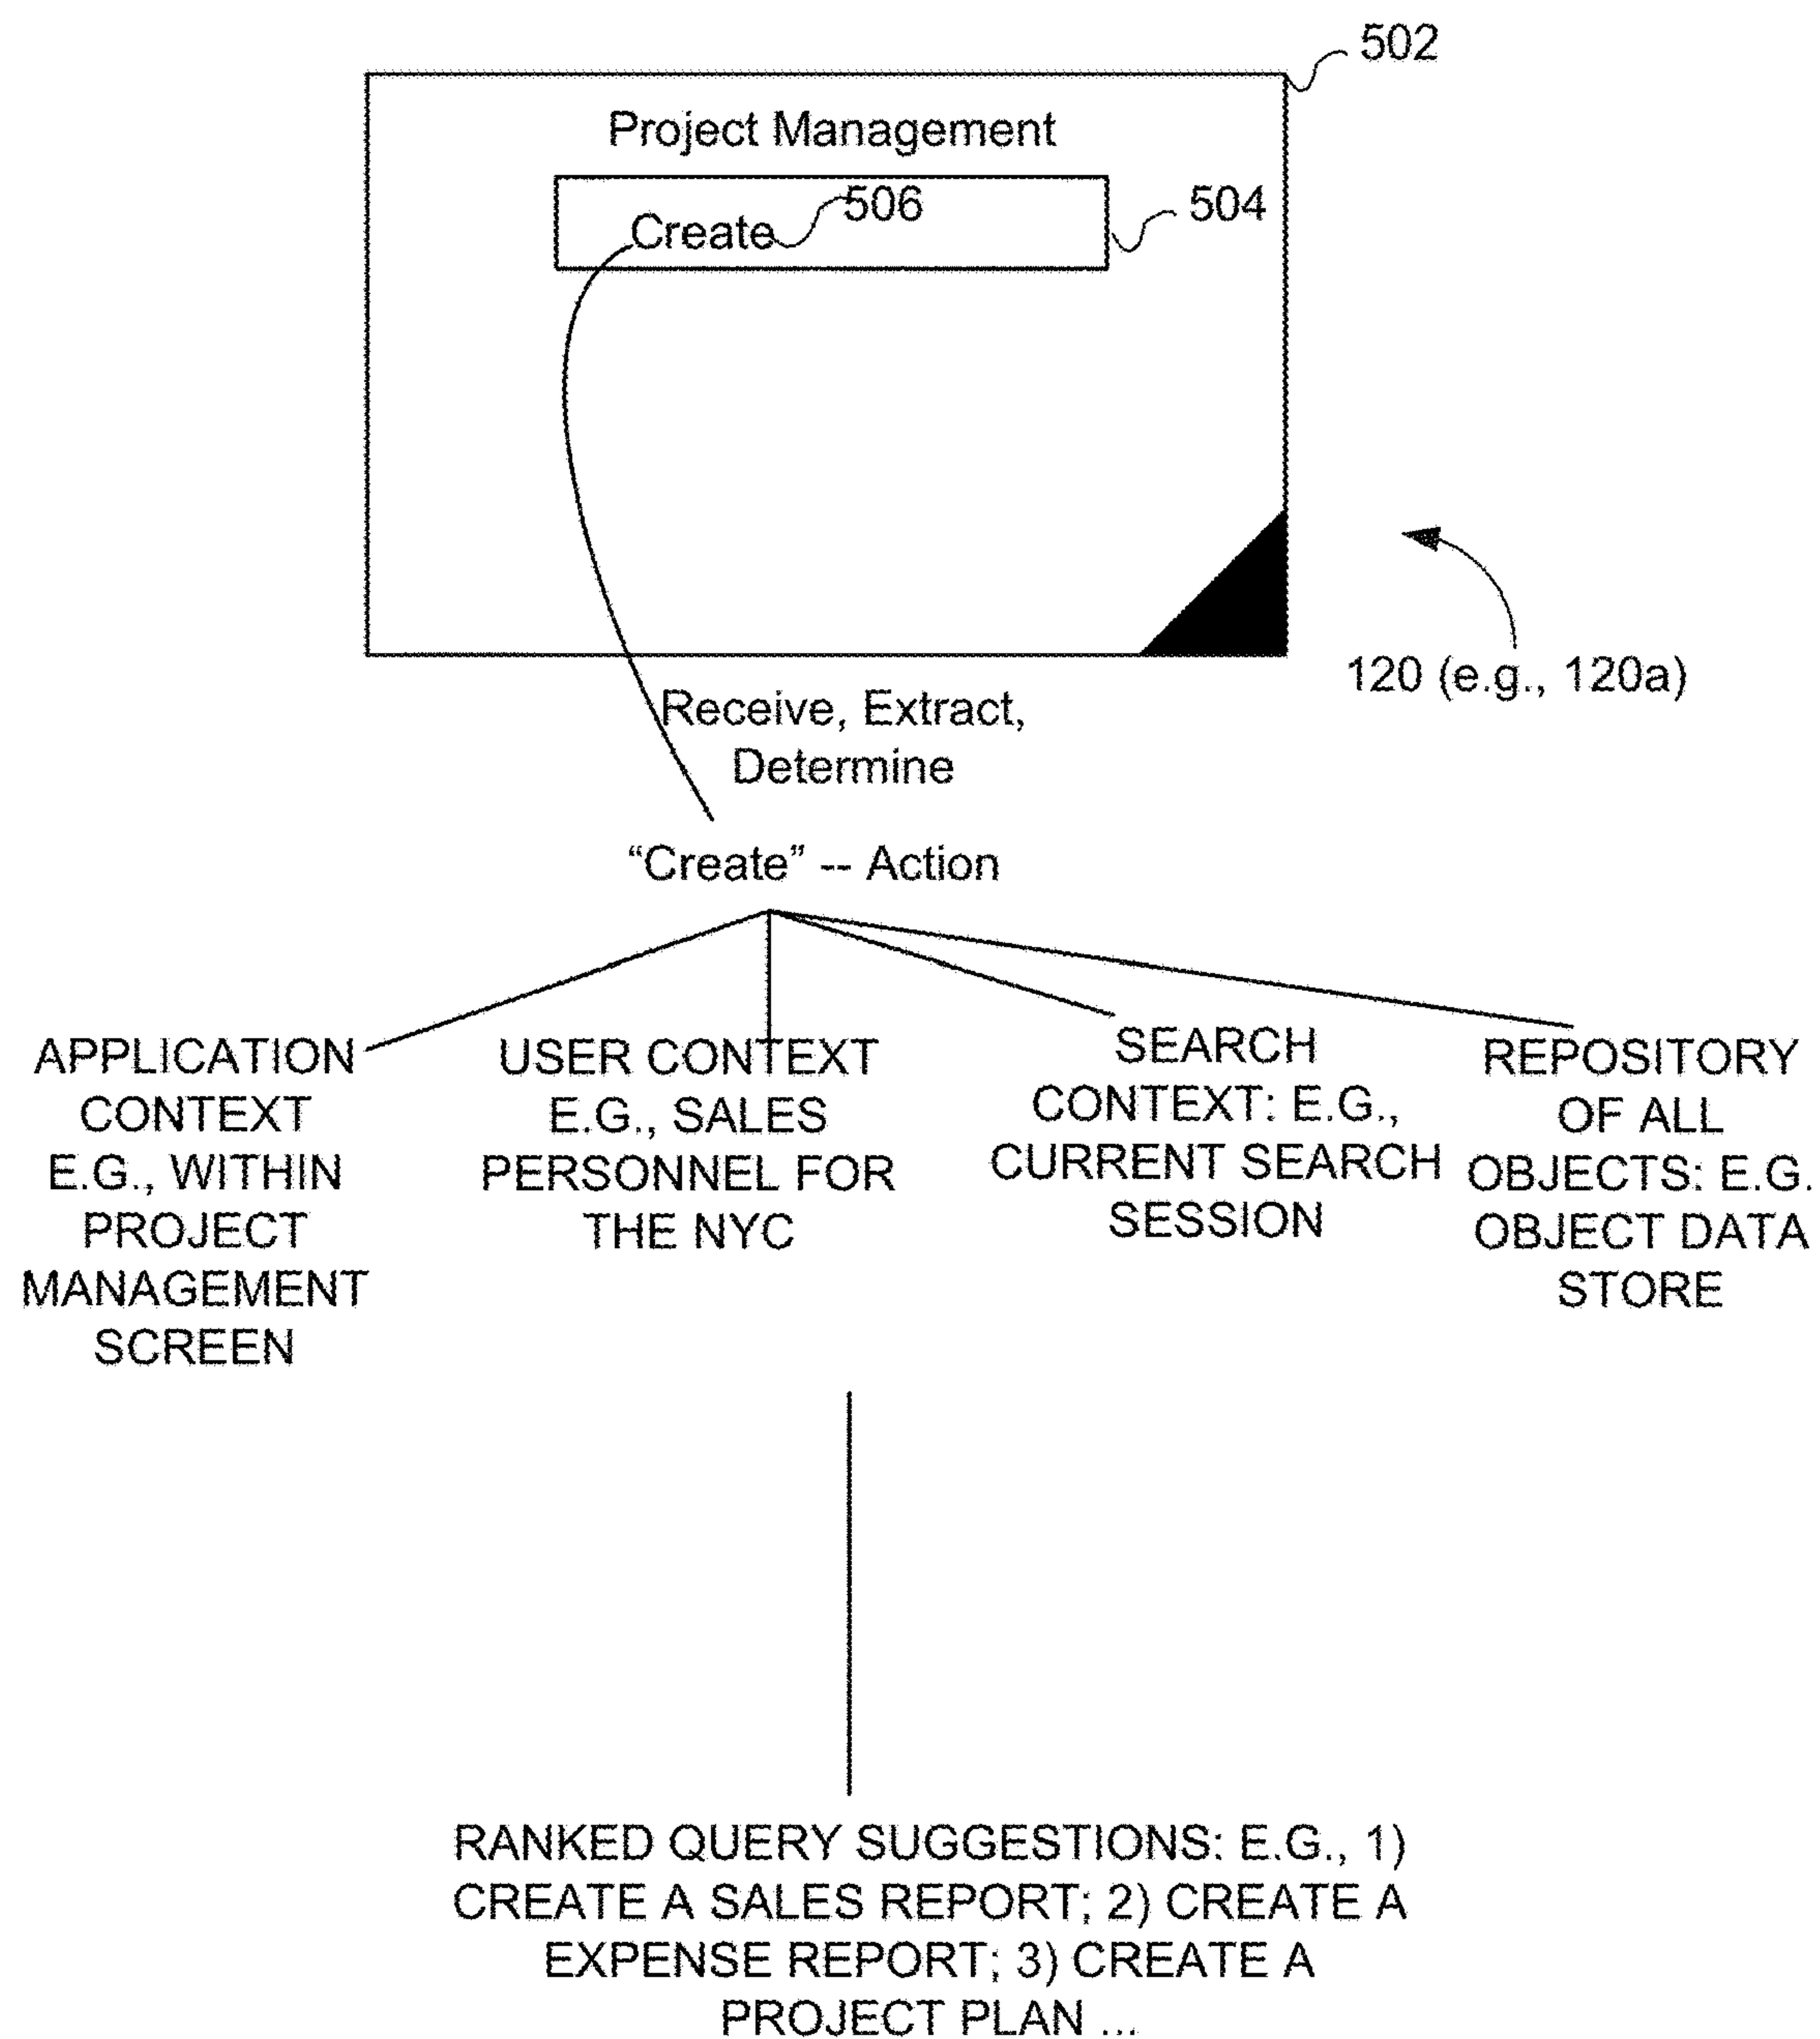 502
Project Management
506
504
Create
120 (e.g., 120a)
Receive, Extract,
Determine
“Create” -- Action
APPLICATION
CONTEXT
E.G., WITHIN
PROJECT
MANAGEMENT
SCREEN
USER CONTEXT
E.G., SALES
PERSONNEL FOR
THE NYC
SEARCH
CONTEXT: E.G.,
CURRENT SEARCH
SESSION
REPOSITORY
OF ALL
OBJECTS: E.G.
OBJECT DATA
STORE
RANKED QUERY SUGGESTIONS: E.G., 1)
CREATE A SALES REPORT; 2) CREATE A
EXPENSE REPORT; 3) CREATE A
PROJECT PLAN ...